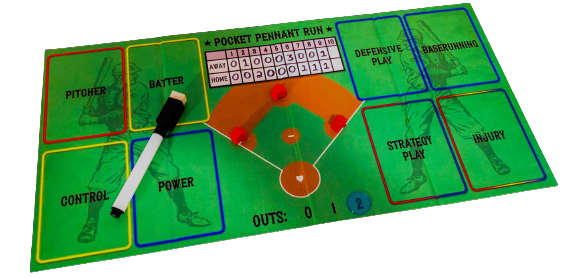 ★ POCKET PENNANT RUN ★
1 2 3 4 5 6 7 8 9 10
AWAY 0 1 0 0 0 3 0 0 1
HOME 0 0 2 0 0 0 1 1 1
PITCHER
BATTER
DEFENSIVE
PLAY
BASERUNNING
CONTROL
POWER
STRATEGY
PLAY
INJURY
OUTS: 0 1 2